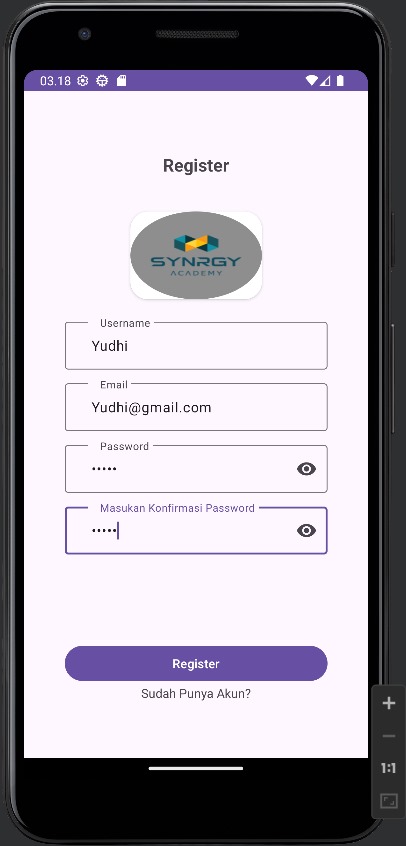 03.18
Register
SYNRGY
ACADEMY
Username
Yudhi
Email
Yudhi@gmail.com
Password
•••••
Masukan Konfirmasi Password
•••••
Register
Sudah Punya Akun?
1:1